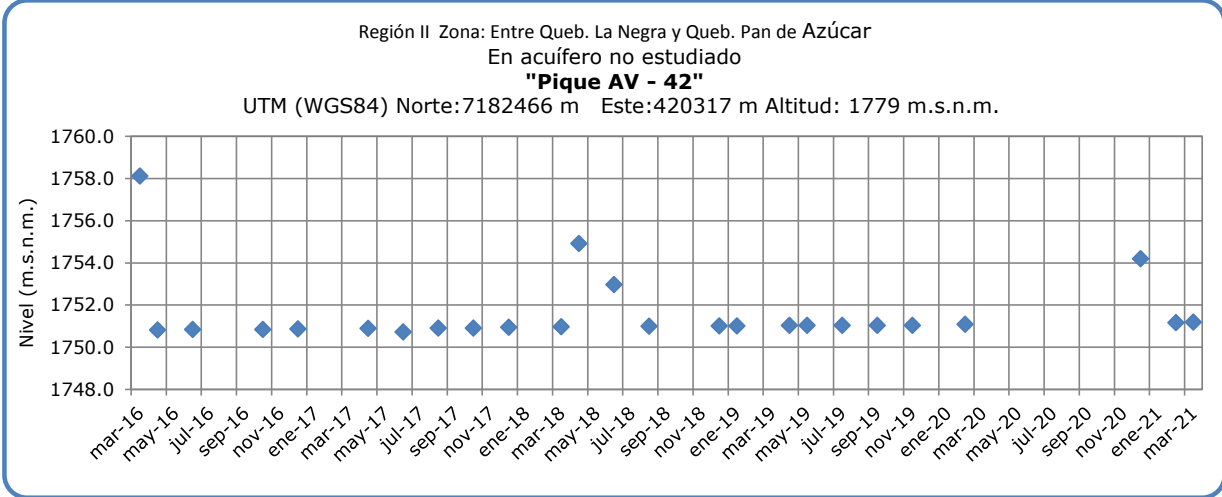 Región II Zona: Entre Queb. La Negra y Queb. Pan de Azúcar
En acuífero no estudiado
"Pique AV - 42"
UTM (WGS84) Norte:7182466 m Este:420317 m Altitud: 1779 m.s.n.m.
Nivel (m.s.n.m.)
1760.0
1758.0
1756.0
1754.0
1752.0
1750.0
1748.0
mar-16
may-16
jul-16
sep-16
nov-16
ene-17
mar-17
may-17
jul-17
sep-17
nov-17
ene-18
mar-18
may-18
jul-18
sep-18
nov-18
ene-19
mar-19
may-19
jul-19
sep-19
nov-19
ene-20
mar-20
may-20
jul-20
sep-20
nov-20
ene-21
mar-21